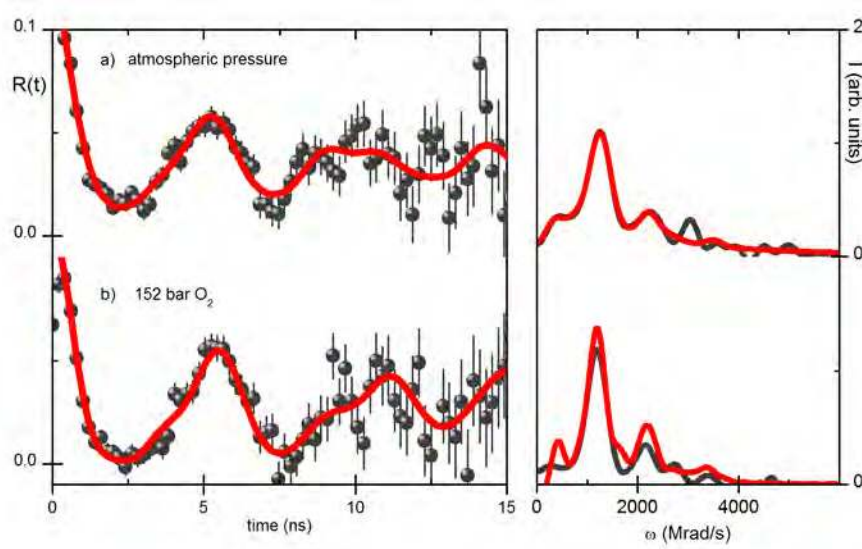 0.1
R(t)
a) atmospheric pressure
0.0
b) 152 bar O₂
0.0
0 5 10 15
time (ns)
2
I (arb. units)
0
0
0 2000 4000
ω (Mrad/s)